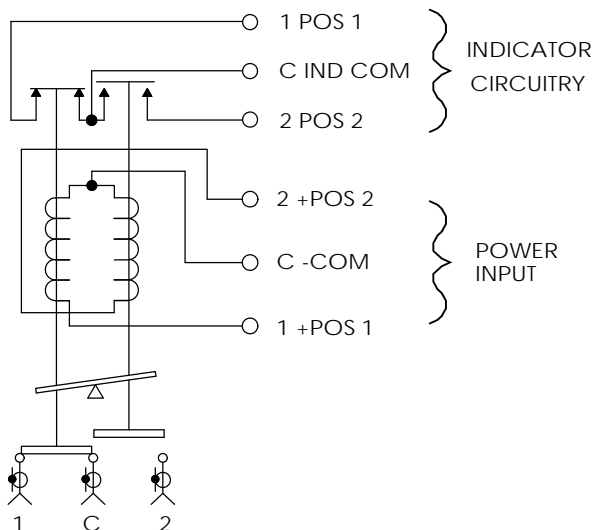 1 POS 1
C IND COM
2 POS 2
INDICATOR
CIRCUITRY
2 +POS 2
C -COM
1 +POS 1
POWER
INPUT
1 C 2